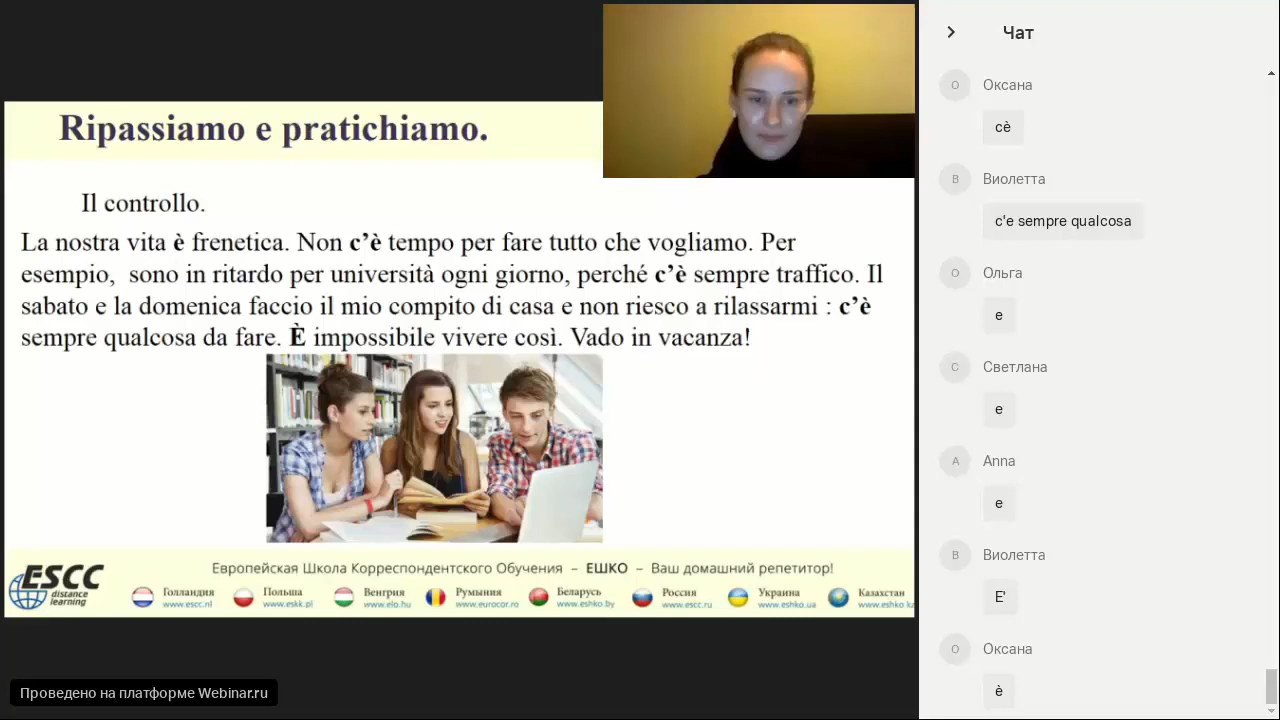 Ripassiamo e pratichiamo.
Il controllo.
La nostra vita è frenetica. Non c’è tempo per fare tutto che vogliamo. Per
esempio,  sono in ritardo per università ogni giorno, perché c’è sempre traffico. Il
sabato e la domenica faccio il mio compito di casa e non riesco a rilassarmi : c’è
sempre qualcosa da fare. È impossibile vivere così. Vado in vacanza!
ESCC
distance
learning
Европейская Школа Корреспондентского Обучения – ЕШКО – Ваш домашний репетитор!
Голландия
www.escc.nl
Польша
www.eskk.pl
Венгрия
www.elo.hu
Румыния
www.eurocor.ro
Беларусь
www.eshko.by
Россия
www.escc.ru
Украина
www.eshko.ua
Казахстан
www.eshko.kz
Проведено на платформе Webinar.ru
Чат
О
Оксана
cè
В
Виолетта
c'e sempre qualcosa
О
Ольга
e
С
Светлана
e
A
Anna
e
В
Виолетта
E'
О
Оксана
è